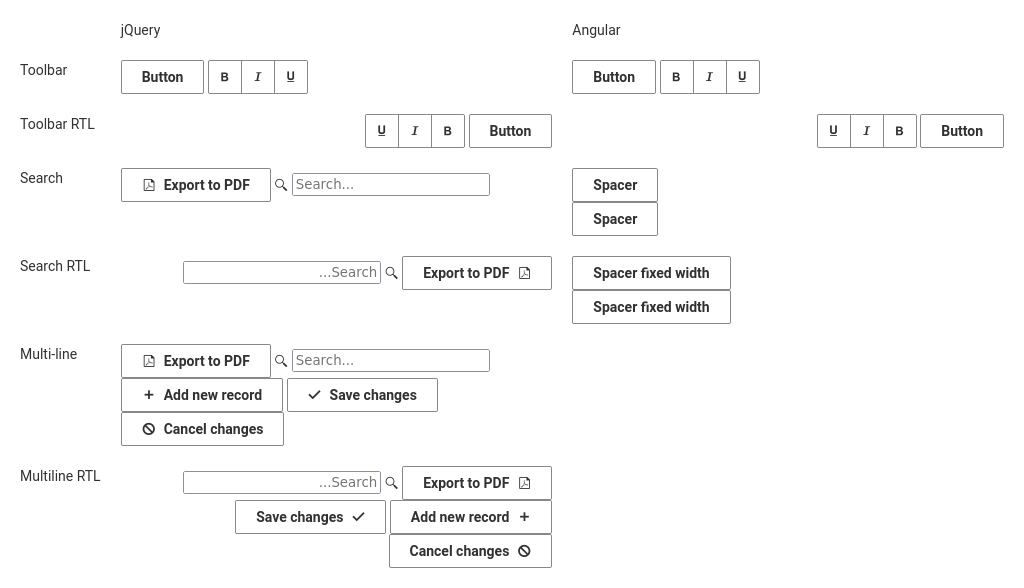 jQuery Angular
Toolbar Button B I U Button B I U
Toolbar RTL U I B Button U I B Button
Search Export to PDF Search... Spacer
Spacer
Search RTL ...Search Export to PDF Spacer fixed width
Spacer fixed width
Multi-line Export to PDF Search...
Add new record Save changes
Cancel changes
Multiline RTL ...Search Export to PDF
Save changes Add new record
Cancel changes